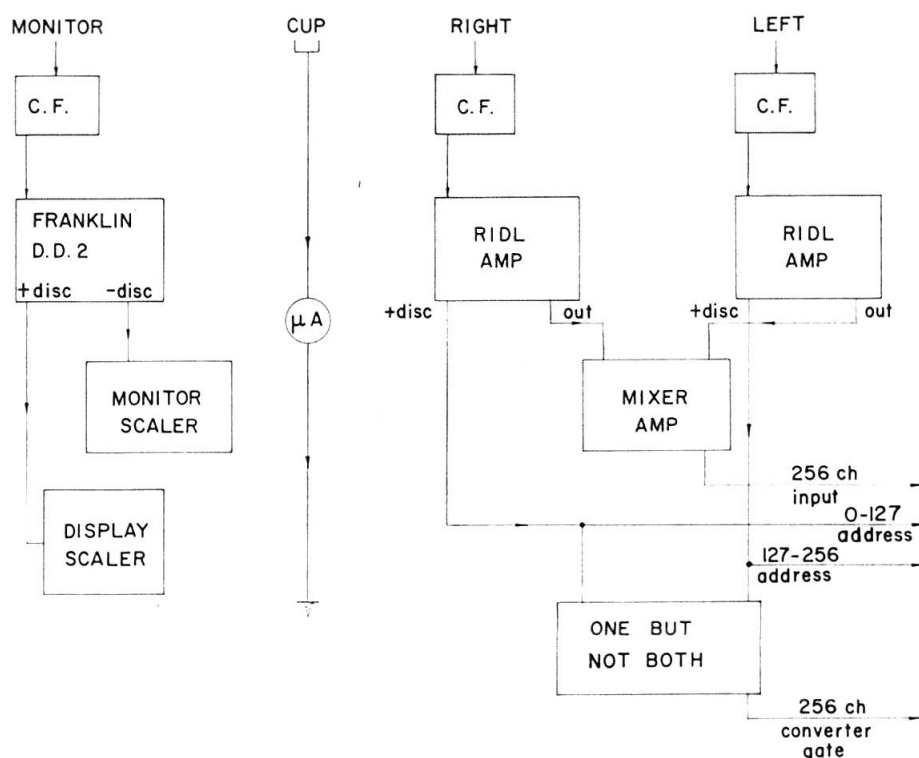 MONITOR
CUP
RIGHT
LEFT
C.F.
C.F.
C.F.
FRANKLIN
D.D.2
+disc
-disc
RIDL
AMP
RIDL
AMP
+disc
out
+disc
out
μA
MONITOR
SCALER
MIXER
AMP
256 ch
input
DISPLAY
SCALER
0-127
address
127-256
address
ONE BUT
NOT BOTH
256 ch
converter
gate